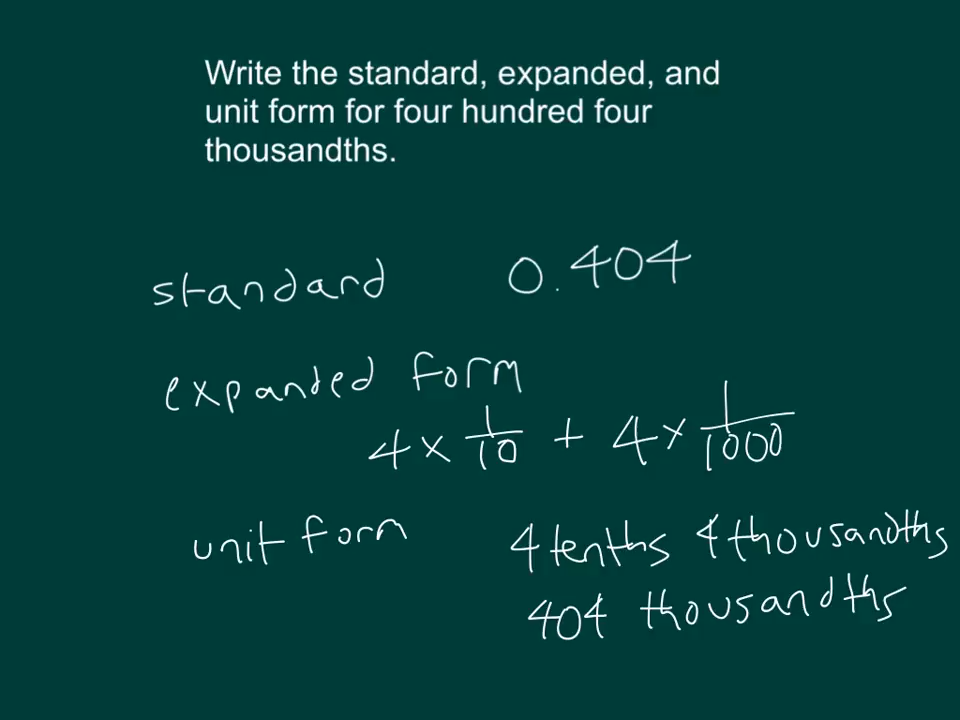 Write the standard, expanded, and
unit form for four hundred four
thousandths.
standard 0.404
expanded form
4 × 1/10 + 4 × 1/1000
unit form 4 tenths 4 thousandths
404 thousandths